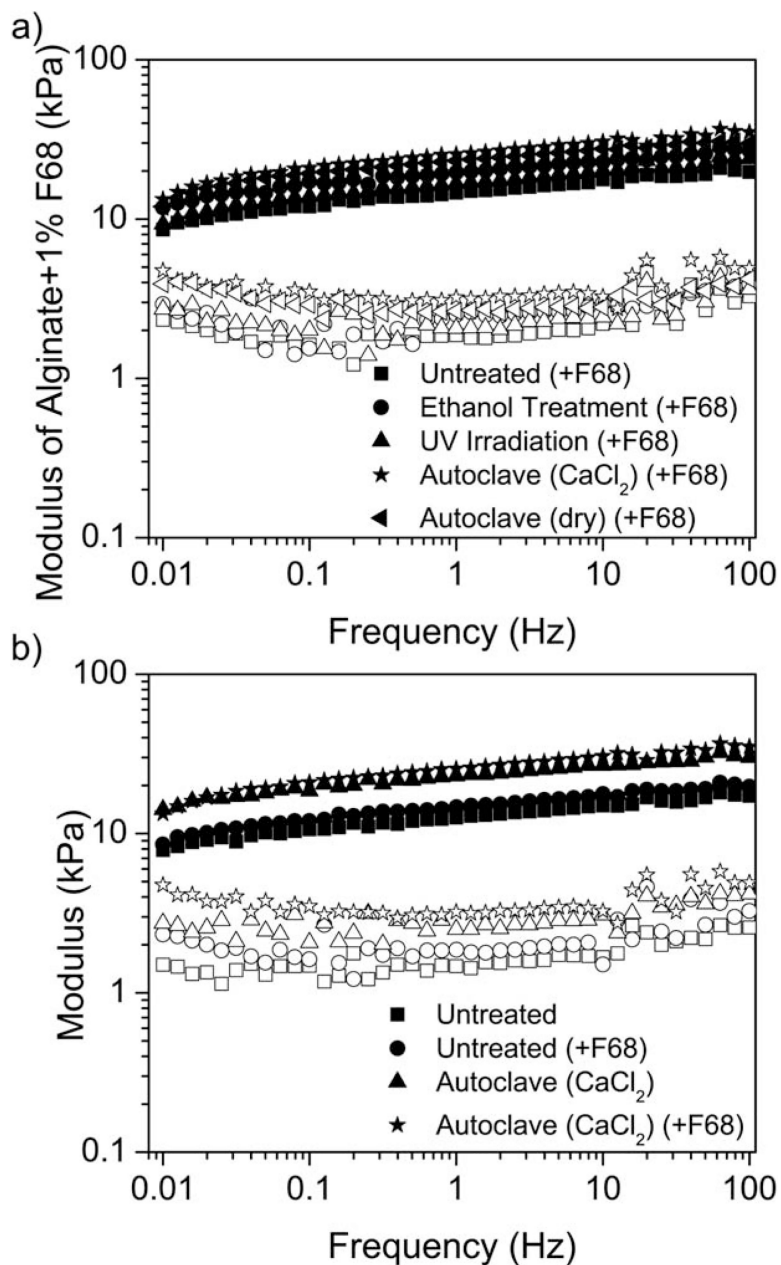 a)
Modulus of Alginate+1% F68 (kPa)
100
10
1
0.1
Untreated (+F68)
Ethanol Treatment (+F68)
UV Irradiation (+F68)
Autoclave (CaCl₂) (+F68)
Autoclave (dry) (+F68)
0.01 0.1 1 10 100
Frequency (Hz)
b)
Modulus (kPa)
100
10
1
0.1
Untreated
Untreated (+F68)
Autoclave (CaCl₂)
Autoclave (CaCl₂) (+F68)
0.01 0.1 1 10 100
Frequency (Hz)